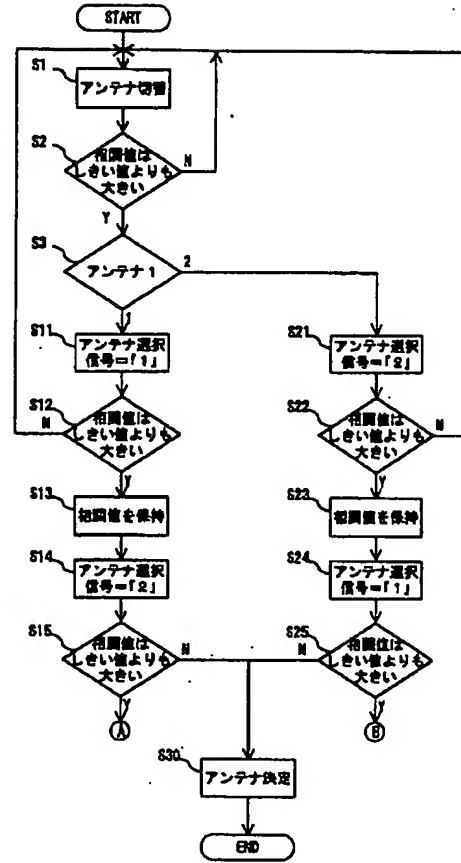 START
S1
アンテナ切替
S2
相関値は
しきい値よりも
大きい
N
Y
S3
アンテナ1
2
1
S11
アンテナ選択
信号=「1」
S12
相関値は
しきい値よりも
大きい
N
Y
S13
相関値を保持
S14
アンテナ選択
信号=「2」
S15
相関値は
しきい値よりも
大きい
N
Y
A
S21
アンテナ選択
信号=「2」
S22
相関値は
しきい値よりも
大きい
N
Y
S23
相関値を保持
S24
アンテナ選択
信号=「1」
S25
相関値は
しきい値よりも
大きい
N
Y
B
S30
アンテナ決定
END